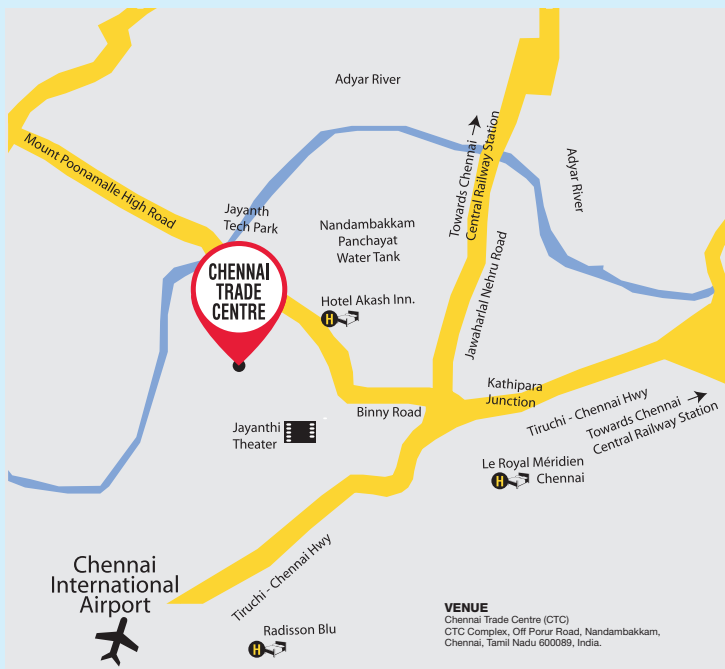 Adyar River
Mount Poonamalle High Road
Towards Chennai
Central Railway Station
Adyar River
Jayanth
Tech Park
Nandambakkam
Panchayat
Water Tank
CHENNAI
TRADE
CENTRE
Hotel Akash Inn.
H
Jawaharlal Nehru Road
Kathipara
Junction
Binny Road
Tiruchi - Chennai Hwy
Towards Chennai
Central Railway Station
Jayanthi
Theater
Le Royal Méridien
Chennai
H
Chennai
International
Airport
Tiruchi - Chennai Hwy
Radisson Blu
H
VENUE
Chennai Trade Centre (CTC)
CTC Complex, Off Porur Road, Nandambakkam,
Chennai, Tamil Nadu 600089, India.